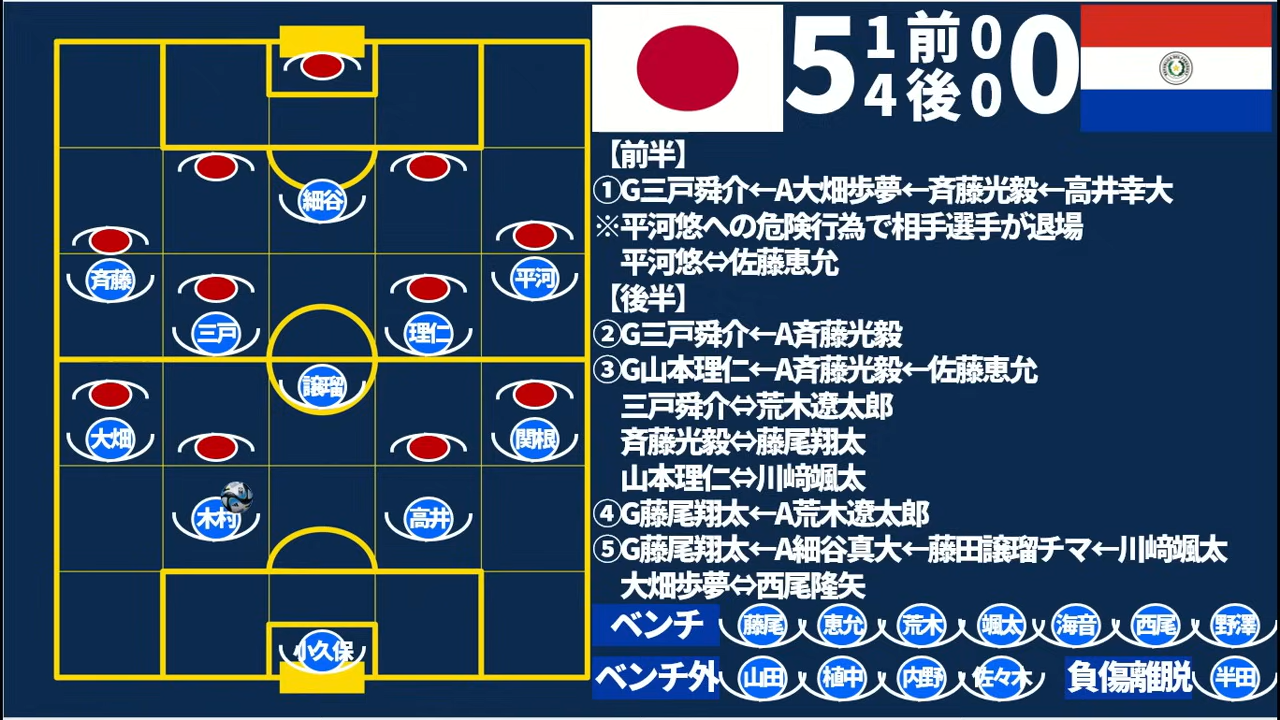 5 1 前 0 0
4 後 0
【前半】
①G三戸舜介←A大畑歩夢←斉藤光毅←高井幸大
※平河悠への危険行為で相手選手が退場
平河悠⇔佐藤恵允
【後半】
②G三戸舜介←A斉藤光毅
③G山本理仁←A斉藤光毅←佐藤恵允
三戸舜介⇔荒木遼太郎
斉藤光毅⇔藤尾翔太
山本理仁⇔川﨑颯太
④G藤尾翔太←A荒木遼太郎
⑤G藤尾翔太←A細谷真大←藤田譲瑠チマ←川﨑颯太
大畑歩夢⇔西尾隆矢
ベンチ 藤尾 恵允 荒木 颯太 海音 西尾 野澤
ベンチ外 山田 植中 内野 佐々木 負傷離脱 半田
細谷
斉藤 平河
三戸 理仁
譲瑠
大畑 関根
木村 高井
小久保